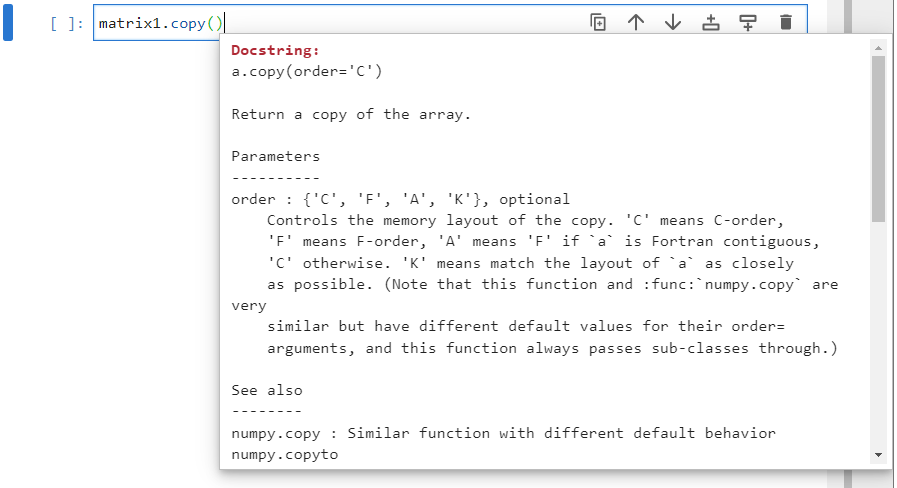 [ ]: matrix1.copy()
Docstring:
a.copy(order='C')
Return a copy of the array.
Parameters
----------
order : {'C', 'F', 'A', 'K'}, optional
Controls the memory layout of the copy. 'C' means C-order,
'F' means F-order, 'A' means 'F' if `a` is Fortran contiguous,
'C' otherwise. 'K' means match the layout of `a` as closely
as possible. (Note that this function and :func:`numpy.copy` are
very
similar but have different default values for their order=
arguments, and this function always passes sub-classes through.)
See also
--------
numpy.copy : Similar function with different default behavior
numpy.copyto